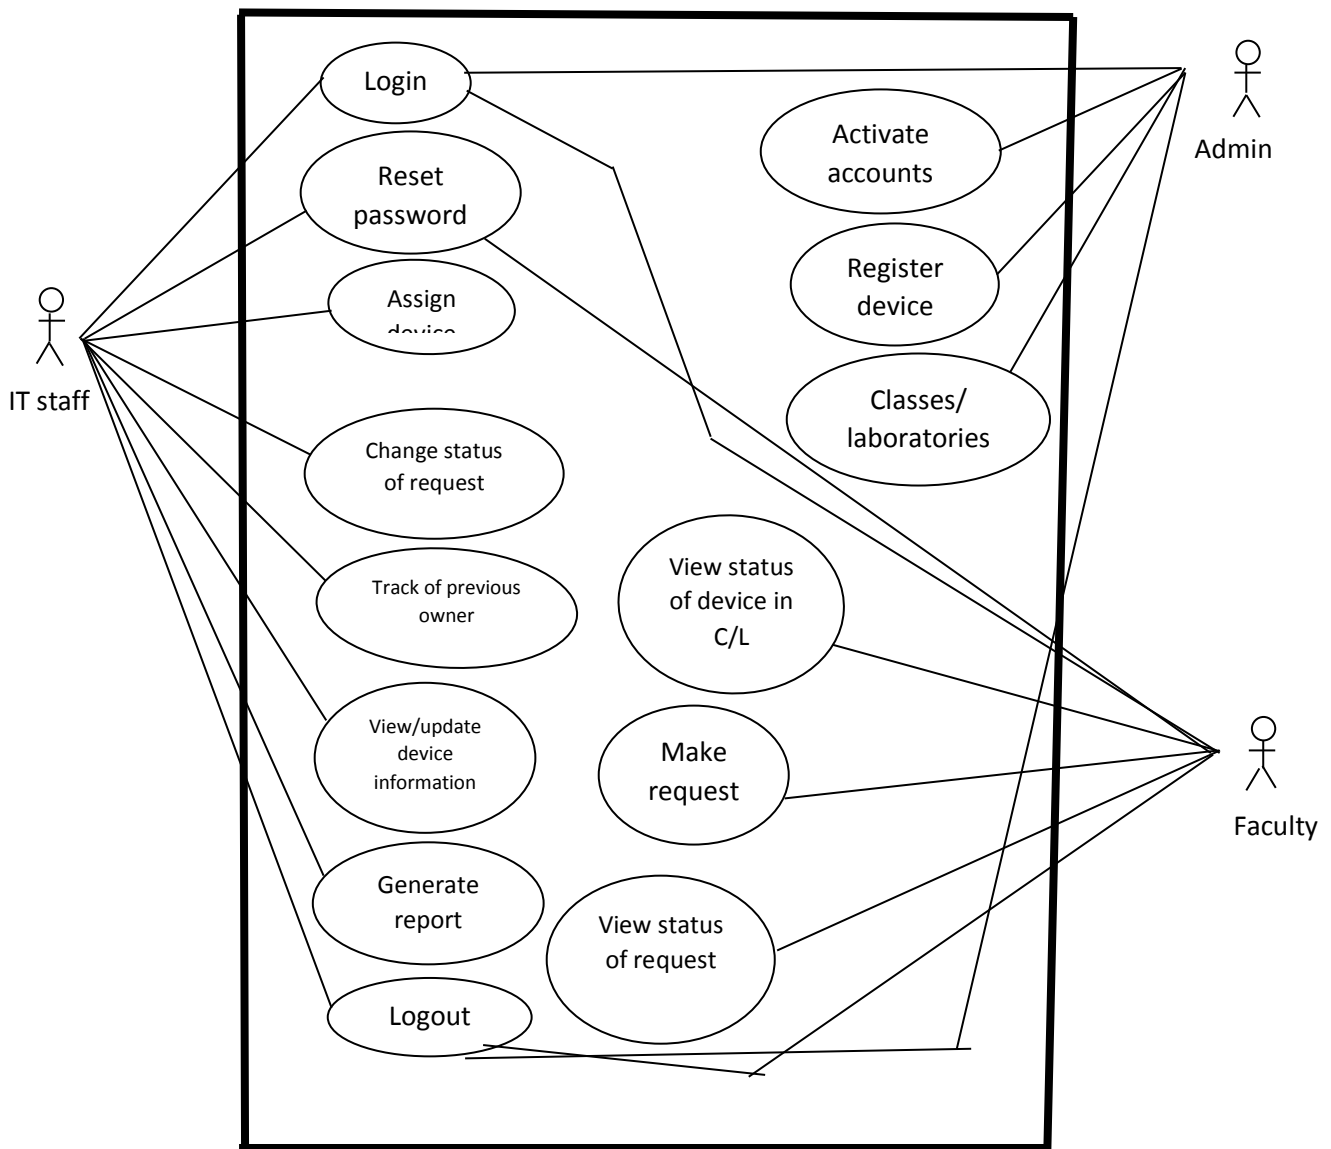 Login
Admin
Activate
accounts
Reset
password
Register
device
Assign
device
IT staff
Classes/
laboratories
Change status
of request
View status
of device in
C/L
Track of previous
owner
View/update
device
information
Make
request
Faculty
Generate
report
View status
of request
Logout